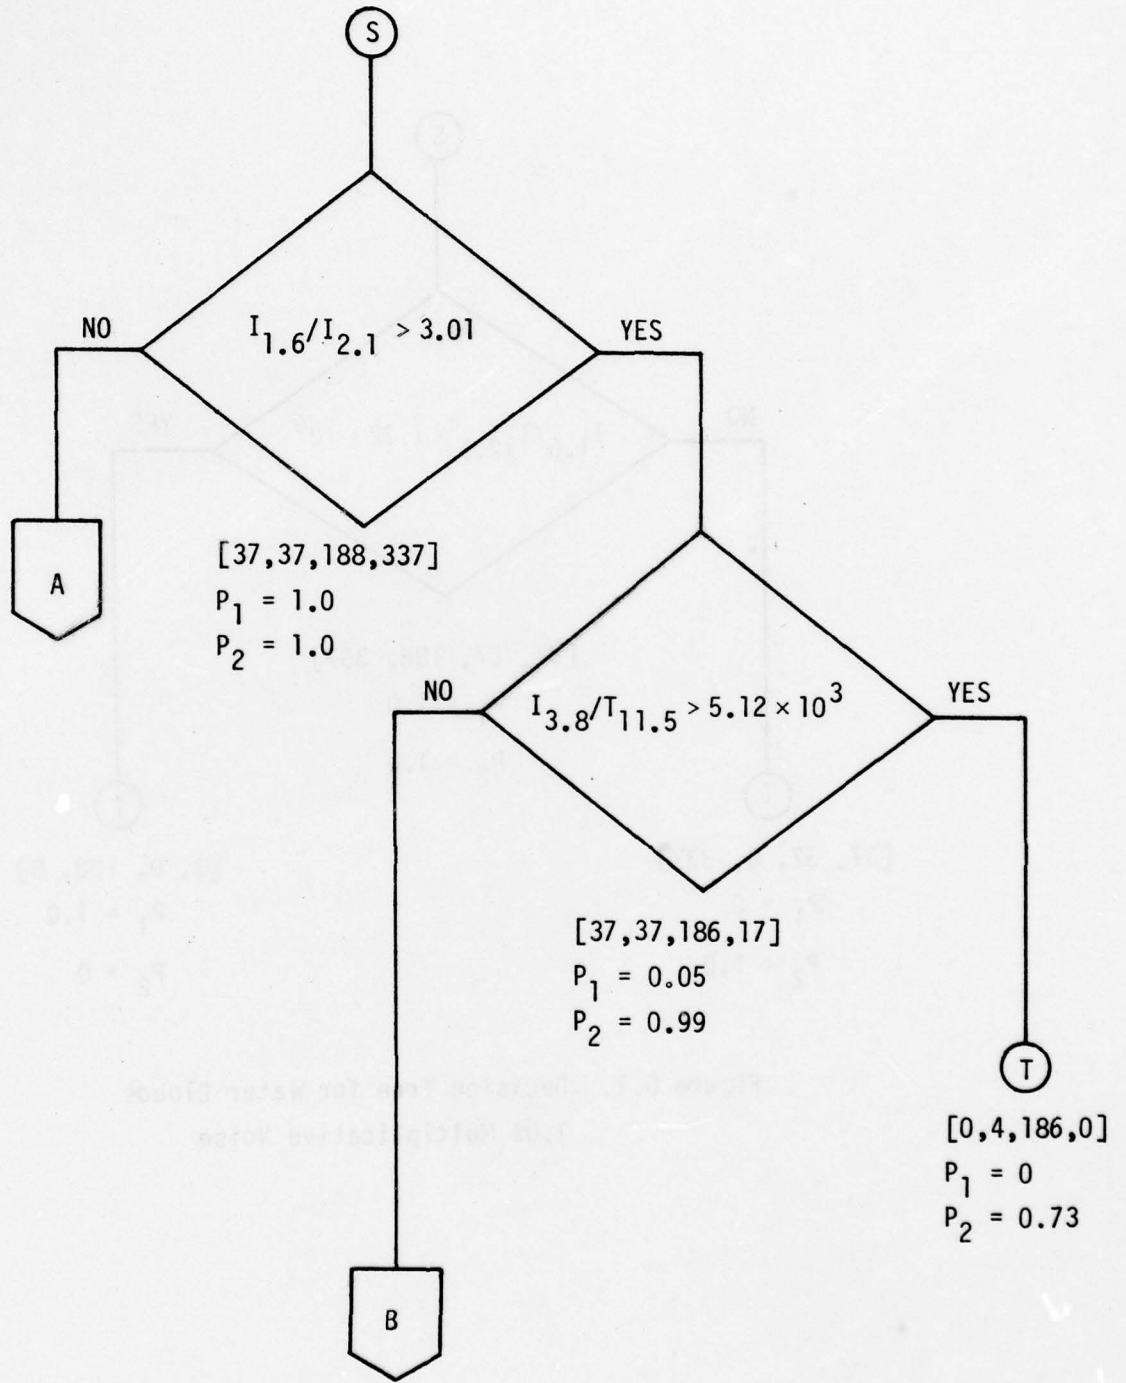 S
NO
I1.6/I2.1 > 3.01
YES
A
[37,37,188,337]
P1 = 1.0
P2 = 1.0
NO
I3.8/T11.5 > 5.12 × 10^3
YES
[37,37,186,17]
P1 = 0.05
P2 = 0.99
T
[0,4,186,0]
P1 = 0
P2 = 0.73
B